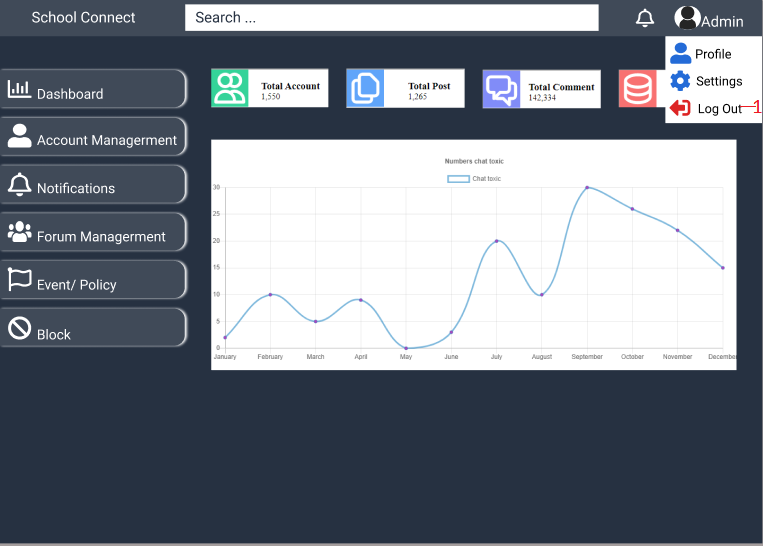 School Connect
Search ...
Admin
Profile
Settings
Log Out 1
Dashboard
Account Managerment
Notifications
Forum Managerment
Event/ Policy
Block
Total Account
1,550
Total Post
1,265
Total Comment
142,334
Numbers chat toxic
Chat toxic
30
25
20
15
10
5
0
January February March April May June July August September October November December